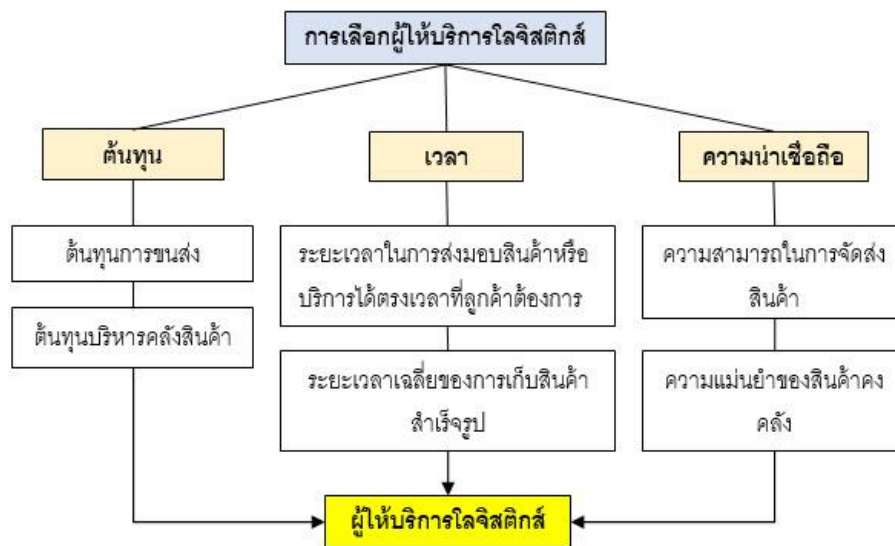 การเลือกผู้ให้บริการโลจิสติกส์
ต้นทุน
เวลา
ความน่าเชื่อถือ
ต้นทุนการขนส่ง
ระยะเวลาในการส่งมอบสินค้าหรือ
บริการได้ตรงเวลาที่ลูกค้าต้องการ
ความสามารถในการจัดส่ง
สินค้า
ต้นทุนบริหารคลังสินค้า
ระยะเวลาเฉลี่ยของการเก็บสินค้า
สำเร็จรูป
ความแม่นยำของสินค้าคง
คลัง
ผู้ให้บริการโลจิสติกส์